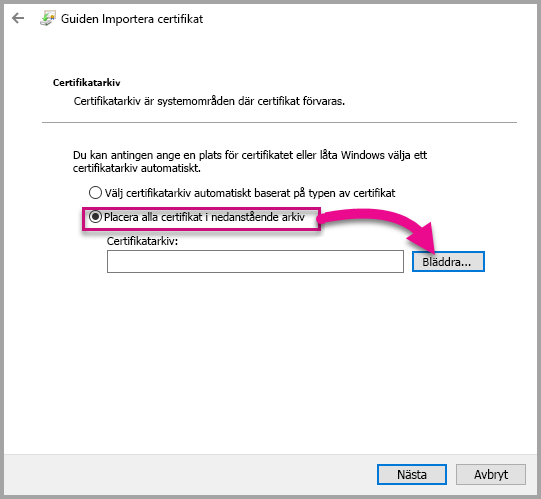 Guiden Importera certifikat
Certifikatarkiv
Certifikatarkiv är systemområden där certifikat förvaras.
Du kan antingen ange en plats för certifikatet eller låta Windows välja ett
certifikatarkiv automatiskt.
Välj certifikatarkiv automatiskt baserat på typen av certifikat
Placera alla certifikat i nedanstående arkiv
Certifikatarkiv:
Bläddra...
Nästa
Avbryt